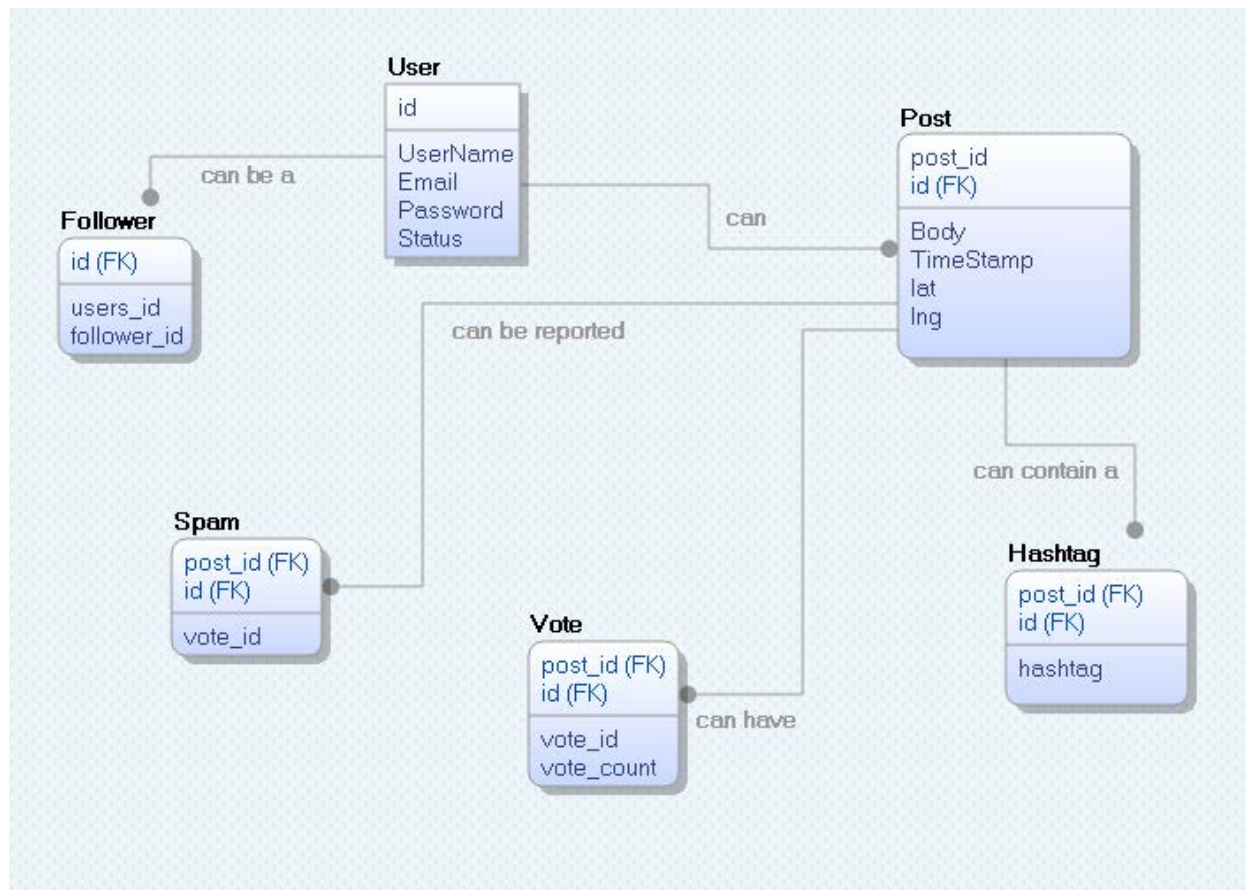 User
id
UserName
Email
Password
Status
can be a
Follower
id (FK)
users_id
follower_id
can
Post
post_id
id (FK)
Body
TimeStamp
lat
lng
can be reported
can contain a
Spam
post_id (FK)
id (FK)
vote_id
Vote
post_id (FK)
id (FK)
vote_id
vote_count
can have
Hashtag
post_id (FK)
id (FK)
hashtag